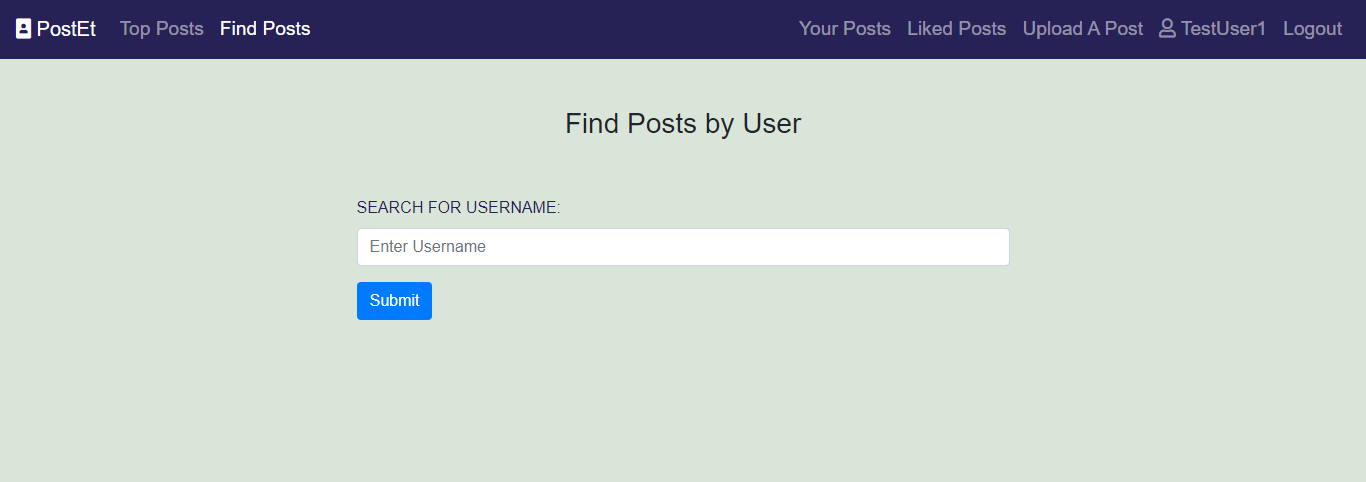 PostEt Top Posts Find Posts Your Posts Liked Posts Upload A Post TestUser1 Logout
Find Posts by User
SEARCH FOR USERNAME:
Enter Username
Submit